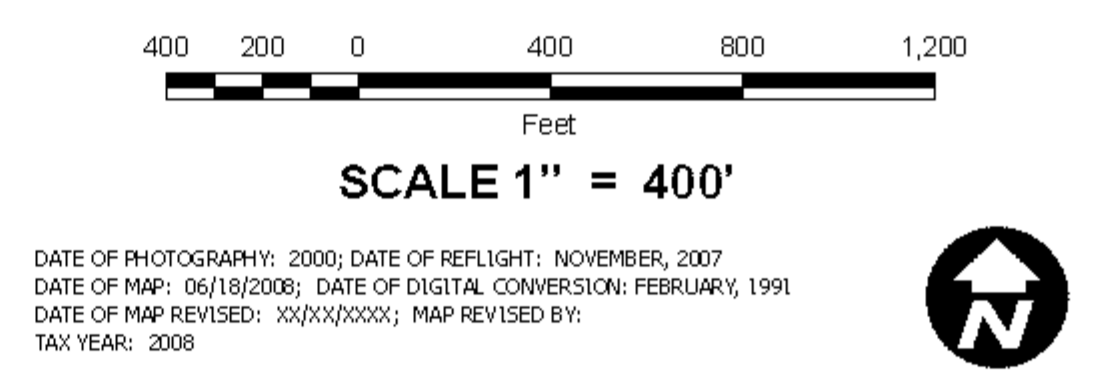 400 200 0 400 800 1,200
Feet
SCALE 1” = 400’
DATE OF PHOTOGRAPHY: 2000; DATE OF REFLIGHT: NOVEMBER, 2007
DATE OF MAP: 06/18/2008; DATE OF DIGITAL CONVERSION: FEBRUARY, 1991
DATE OF MAP REVISED: XX/XX/XXXX; MAP REVISED BY:
TAX YEAR: 2008
N